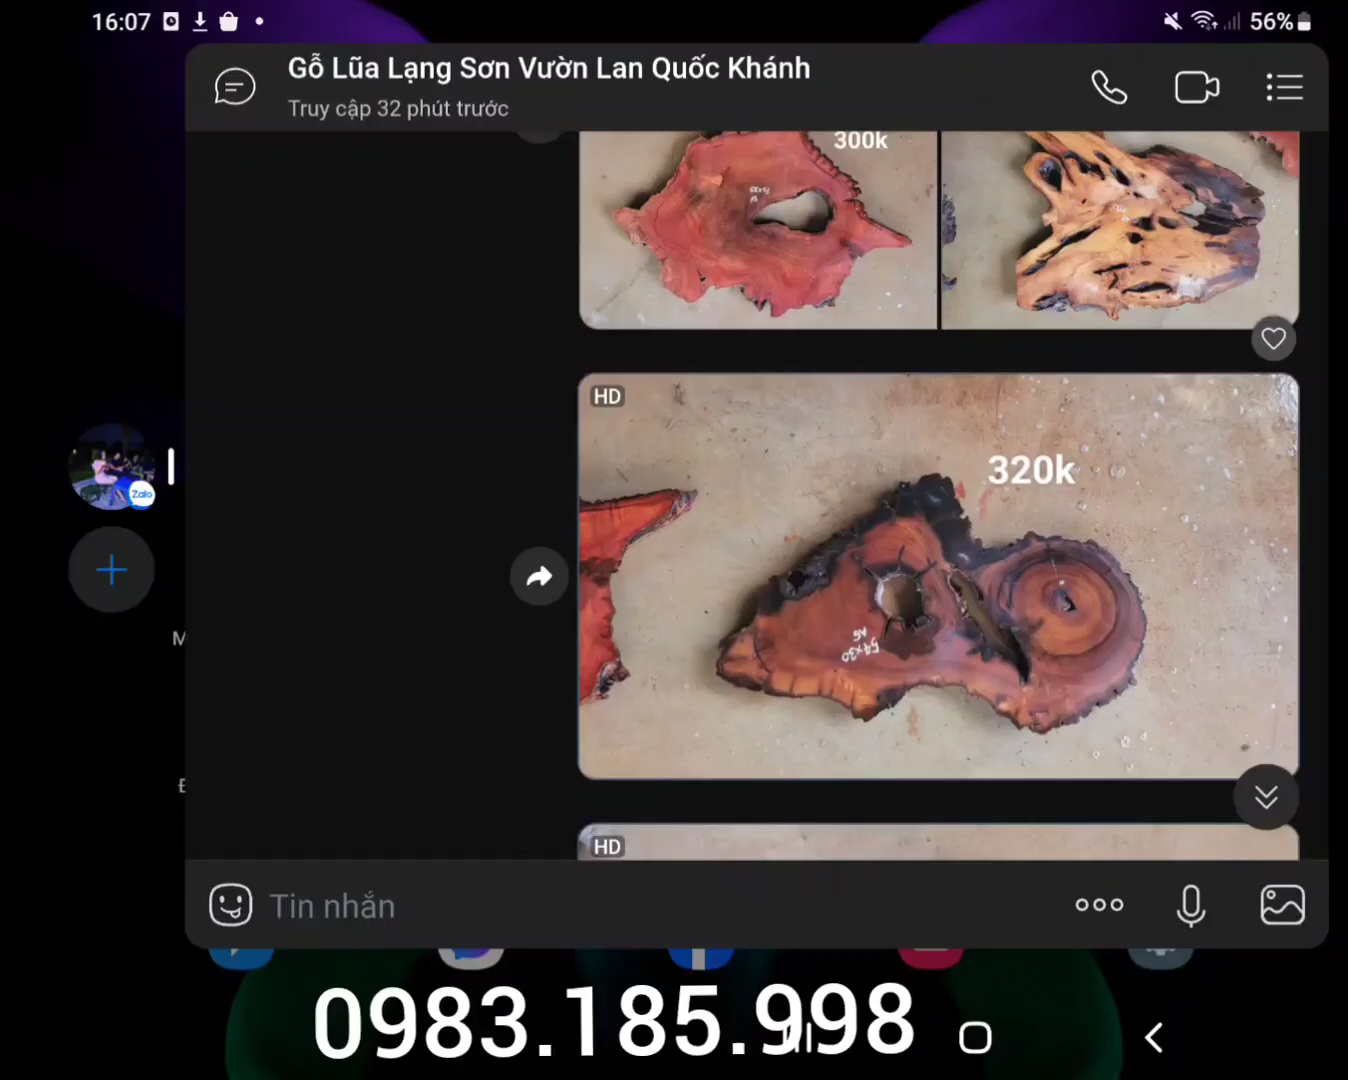 16:07
56%
Gỗ Lũa Lạng Sơn Vườn Lan Quốc Khánh
Truy cập 32 phút trước
300k
HD
320k
Zalo
HD
Tin nhắn
0983.185.998